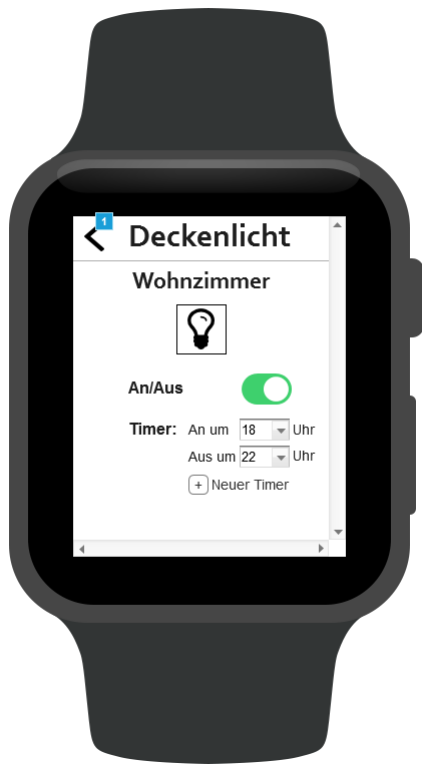 1
Deckenlicht
Wohnzimmer
An/Aus
Timer: An um 18 Uhr
Aus um 22 Uhr
+ Neuer Timer